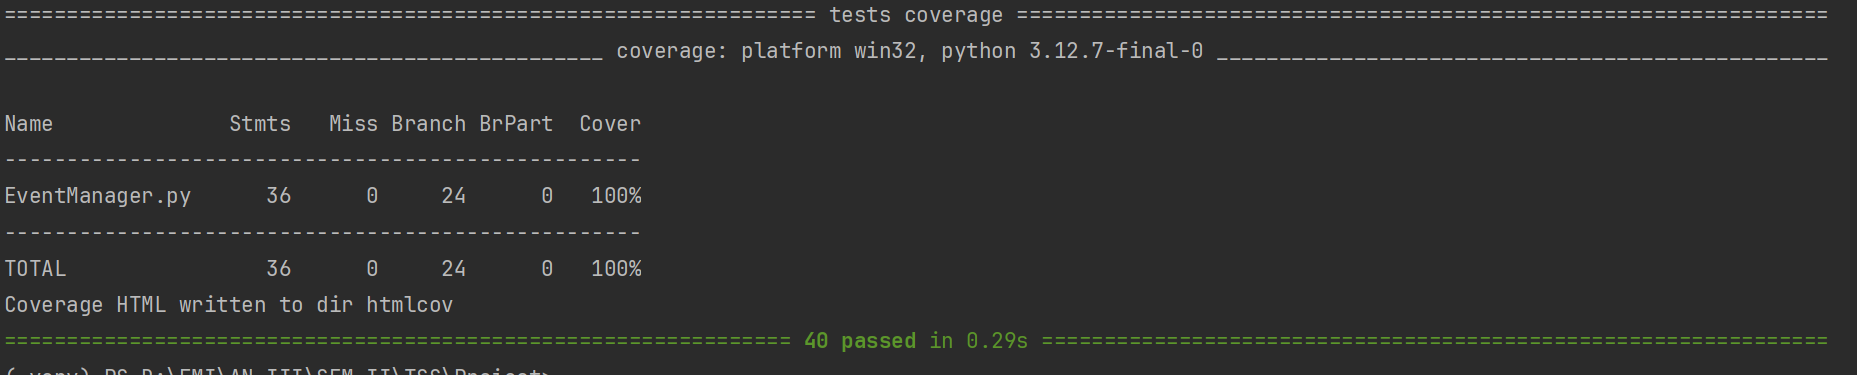 ================================================================= tests coverage =================================================================
________________________________________________ coverage: platform win32, python 3.12.7-final-0 _________________________________________________
Name              Stmts   Miss Branch BrPart  Cover
---------------------------------------------------
EventManager.py      36      0     24      0   100%
---------------------------------------------------
TOTAL                36      0     24      0   100%
Coverage HTML written to dir htmlcov
=============================================================== 40 passed in 0.29s ===============================================================